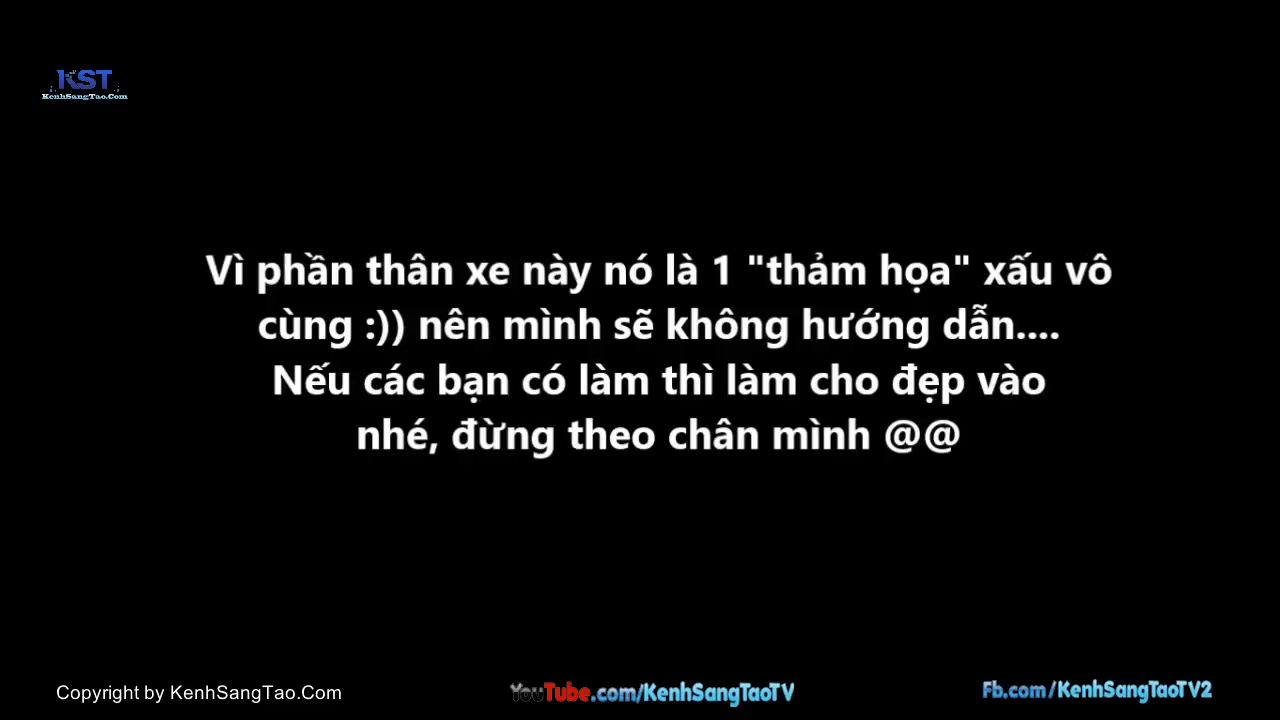 KST
KenhSangTao.Com
Vì phần thân xe này nó là 1 "thảm họa" xấu vô
cùng :)) nên mình sẽ không hướng dẫn....
Nếu các bạn có làm thì làm cho đẹp vào
nhé, đừng theo chân mình @@
Copyright by KenhSangTao.Com
YouTube.com/KenhSangTaoTV
Fb.com/KenhSangTaoTV2